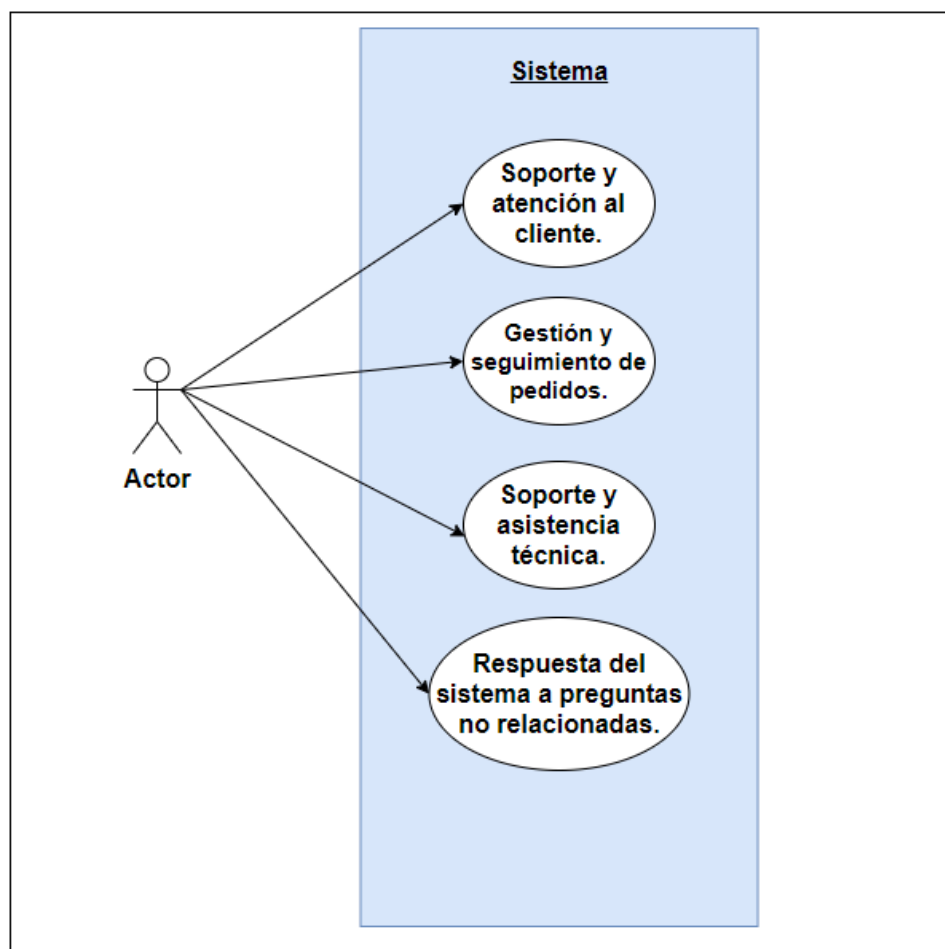 Sistema
Soporte y
atención al
cliente.
Gestión y
seguimiento de
pedidos.
Actor
Soporte y
asistencia
técnica.
Respuesta del
sistema a preguntas
no relacionadas.